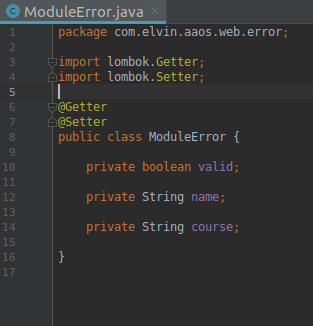 ModuleError.java
1 package com.elvin.aaos.web.error;
2
3 import lombok.Getter;
4 import lombok.Setter;
5
6 @Getter
7 @Setter
8 public class ModuleError {
9
10 private boolean valid;
11
12 private String name;
13
14 private String course;
15
16 }
17